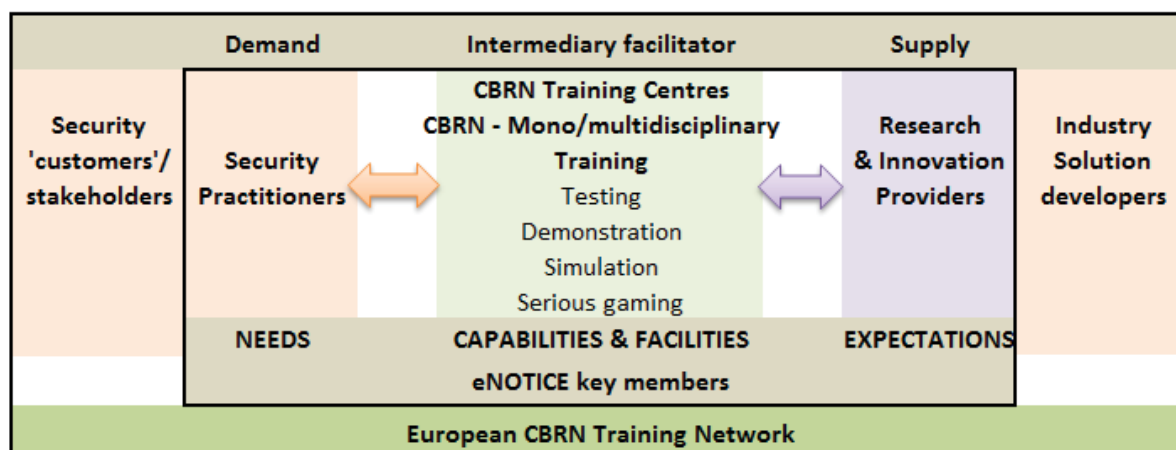 Demand Intermediary facilitator Supply
Security
'customers'/
stakeholders
Security
Practitioners
CBRN Training Centres
CBRN - Mono/multidisciplinary
Training
Testing
Demonstration
Simulation
Serious gaming
Research
& Innovation
Providers
Industry
Solution
developers
NEEDS CAPABILITIES & FACILITIES EXPECTATIONS
eNOTICE key members
European CBRN Training Network